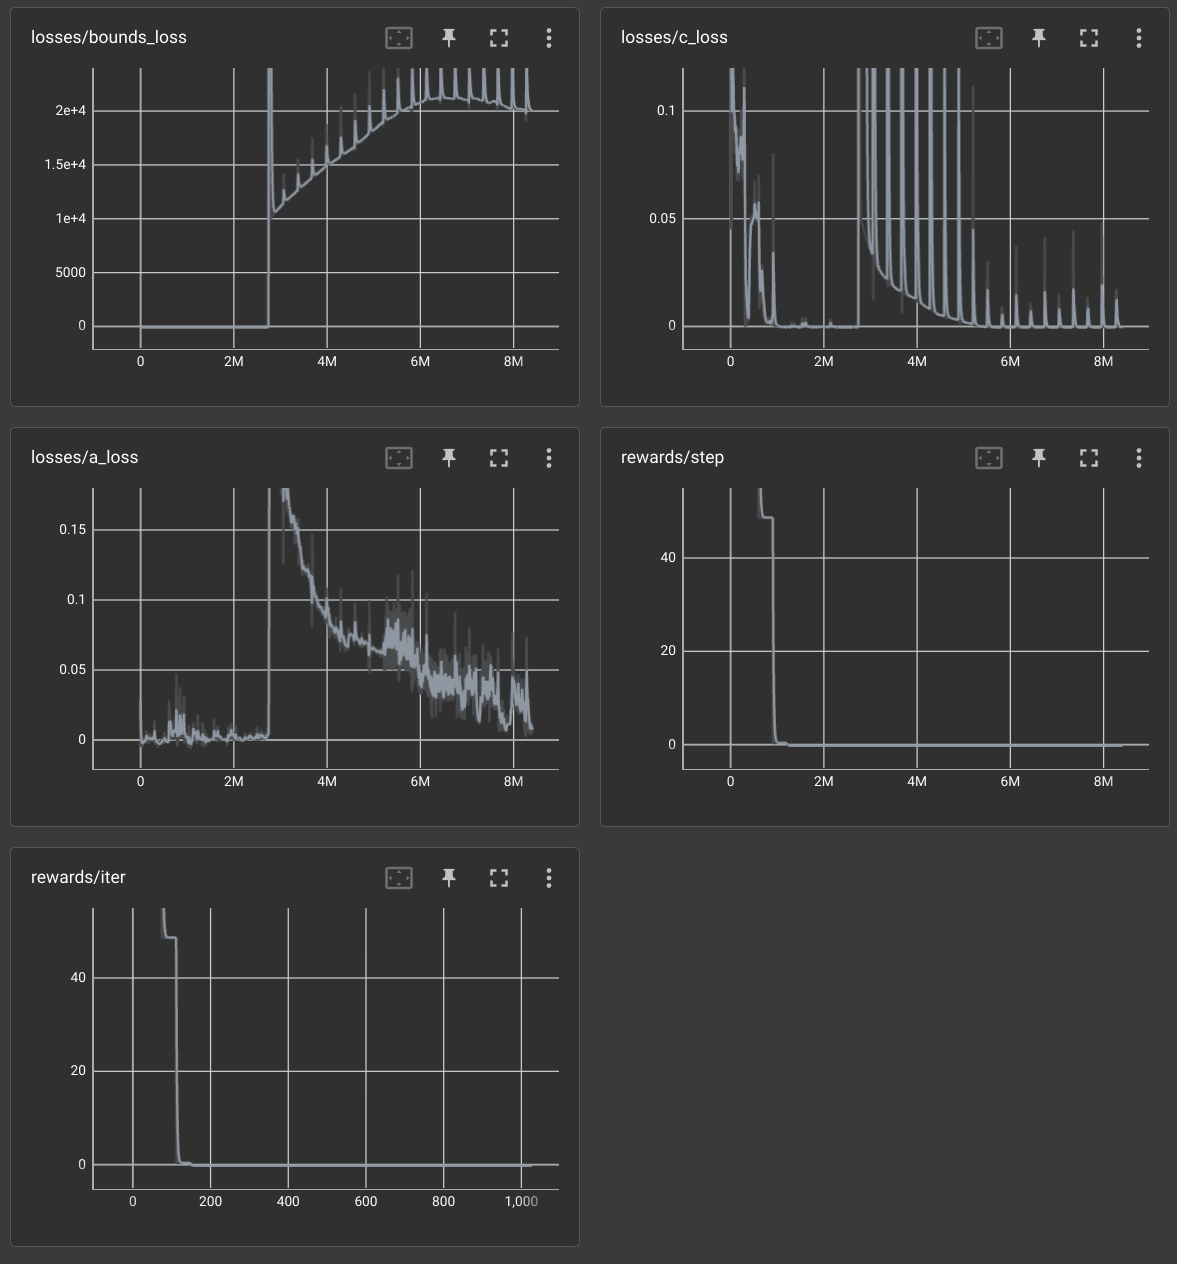 losses/bounds_loss
2e+4
1.5e+4
1e+4
5000
0
0 2M 4M 6M 8M
losses/c_loss
0.1
0.05
0
0 2M 4M 6M 8M
losses/a_loss
0.15
0.1
0.05
0
0 2M 4M 6M 8M
rewards/step
40
20
0
0 2M 4M 6M 8M
rewards/iter
40
20
0
0 200 400 600 800 1,000